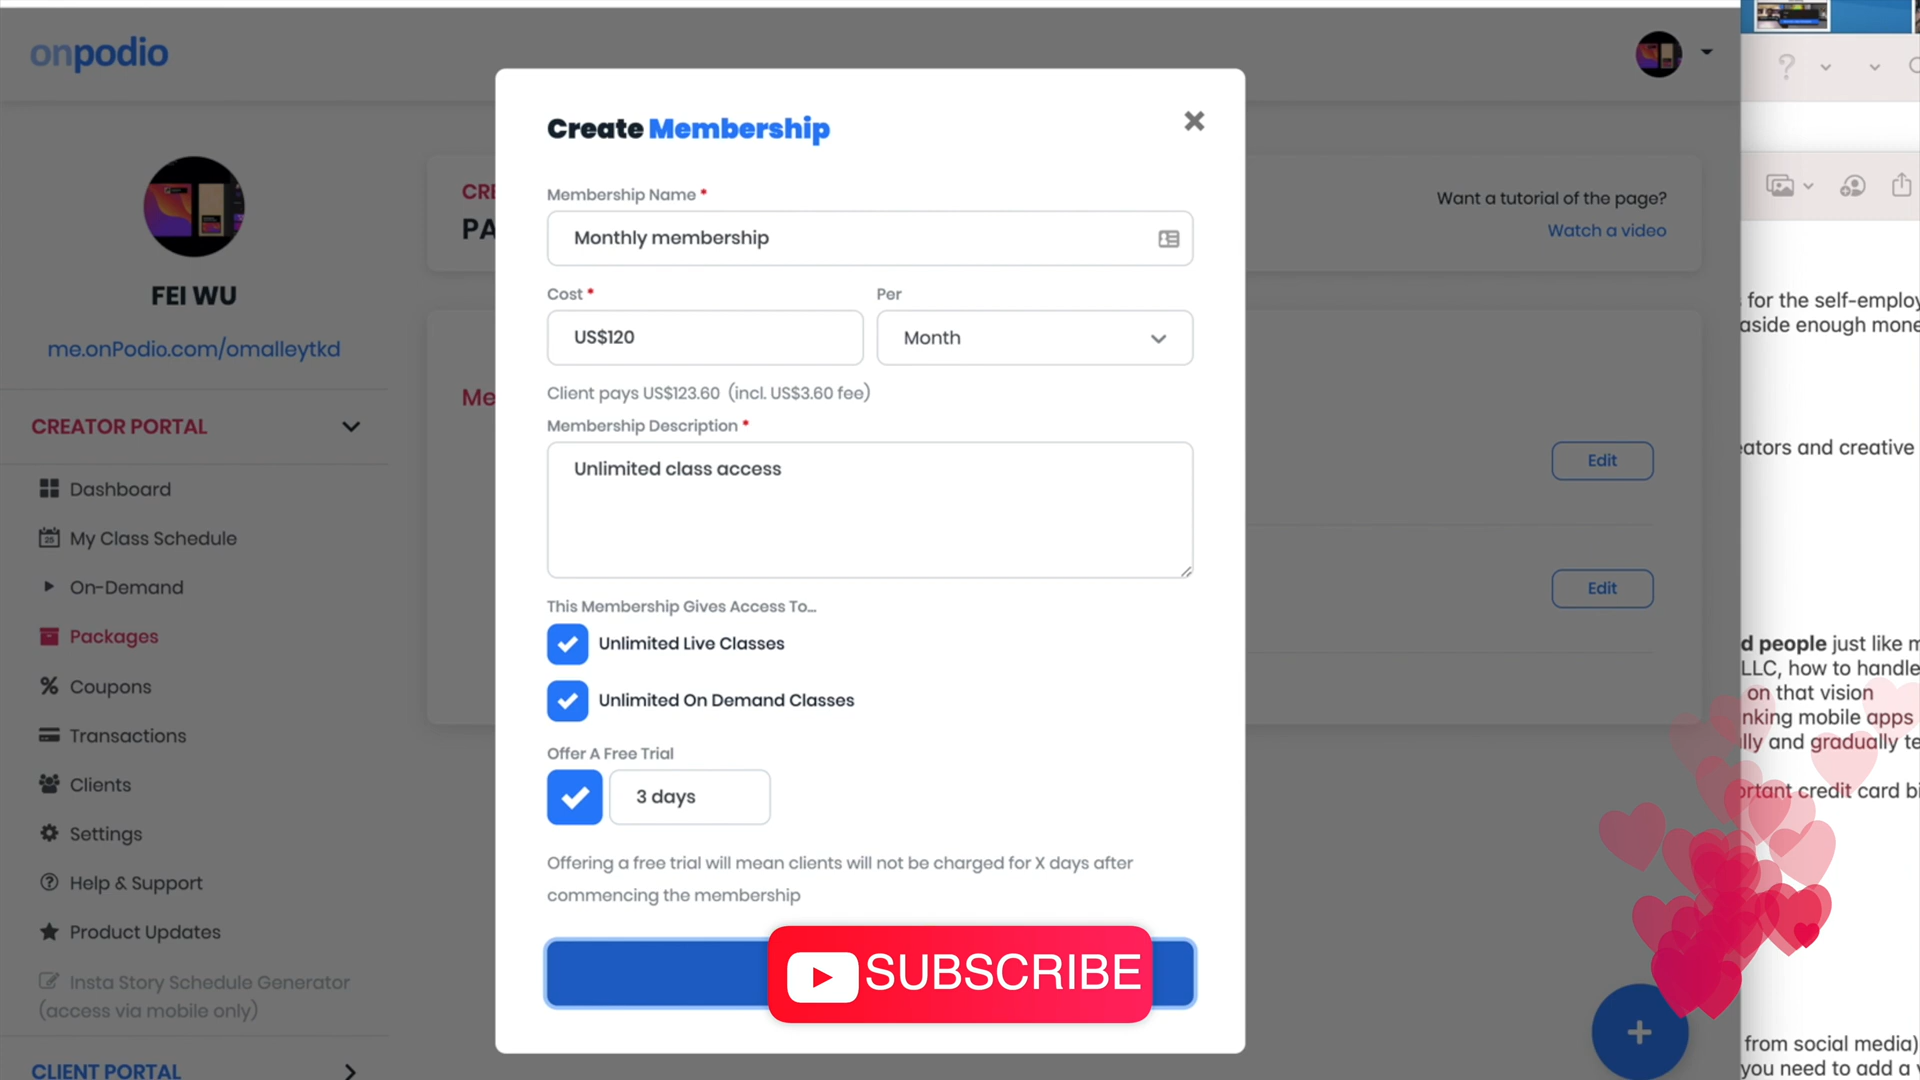 onpodio
FEI WU
me.onPodio.com/omalleytkd
CREATOR PORTAL
Dashboard
25
My Class Schedule
On-Demand
Packages
Coupons
Transactions
Clients
Settings
Help & Support
Product Updates
Insta Story Schedule Generator
(access via mobile only)
CLIENT PORTAL
CRE
PA
Me
Want a tutorial of the page?
Watch a video
Edit
Edit
Create Membership
Membership Name *
Monthly membership
Cost *
Per
US$120
Month
Client pays US$123.60 (incl. US$3.60 fee)
Membership Description *
Unlimited class access
This Membership Gives Access To...
Unlimited Live Classes
Unlimited On Demand Classes
Offer A Free Trial
3 days
Offering a free trial will mean clients will not be charged for X days after
commencing the membership
SUBSCRIBE
for the self-employ
aside enough mone
eators and creative
d people just like m
LLC, how to handle
on that vision
nking mobile apps
lly and gradually te
ortant credit card bi
from social media)
you need to add a v